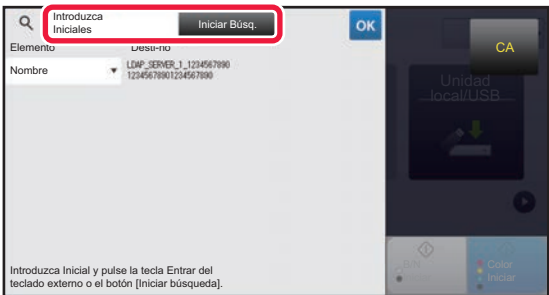 Introduzca
Iniciales
Iniciar Búsq.
OK
CA
Elemento
Desti-no
Nombre
LDAP_SERVER_1_1234567890
12345678901234567890
Unidad
local/USB
B/N
Color
Iniciar
Introduzca Inicial y pulse la tecla Entrar del
teclado externo o el botón [Iniciar búsqueda].